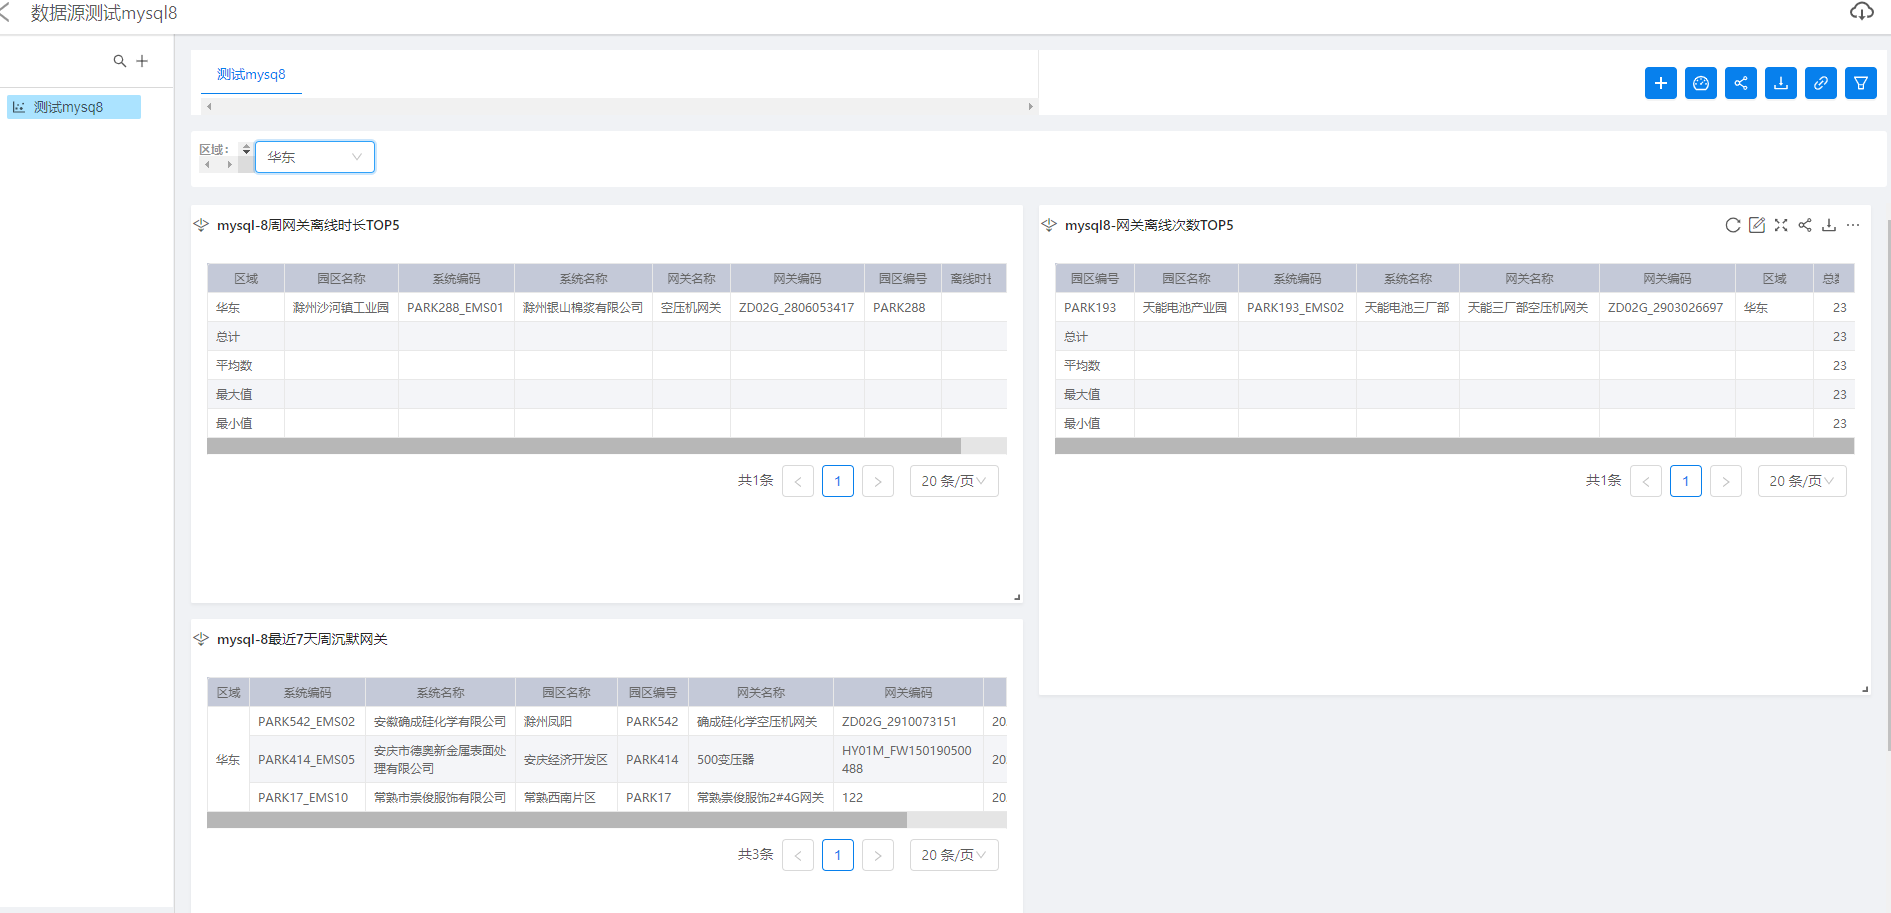 数据源测试mysql8
测试mysq8
测试mysq8
区域：
华东
mysql-8周网关离线时长TOP5
区域 园区名称 系统编码 系统名称 网关名称 网关编码 园区编号 离线时
华东 滁州沙河镇工业园 PARK288_EMS01 滁州银山棉浆有限公司 空压机网关 ZD02G_2806053417 PARK288
总计
平均数
最大值
最小值
共1条 < 1 > 20 条/页
mysql8-网关离线次数TOP5
园区编号 园区名称 系统编码 系统名称 网关名称 网关编码 区域 总
PARK193 天能电池产业园 PARK193_EMS02 天能电池三厂部 天能三厂部空压机网关 ZD02G_2903026697 华东 23
总计 23
平均数 23
最大值 23
最小值 23
共1条 < 1 > 20 条/页
mysql-8最近7天周沉默网关
区域 系统编码 系统名称 园区名称 园区编号 网关名称 网关编码
华东
PARK542_EMS02 安徽确成硅化学有限公司 滁州凤阳 PARK542 确成硅化学空压机网关 ZD02G_2910073151 20
PARK414_EMS05 安庆市德奥新金属表面处理有限公司 安庆经济开发区 PARK414 500变压器 HY01M_FW150190500488 20
PARK17_EMS10 常熟市崇俊服饰有限公司 常熟西南片区 PARK17 常熟崇俊服饰2#4G网关 122 20
共3条 < 1 > 20 条/页